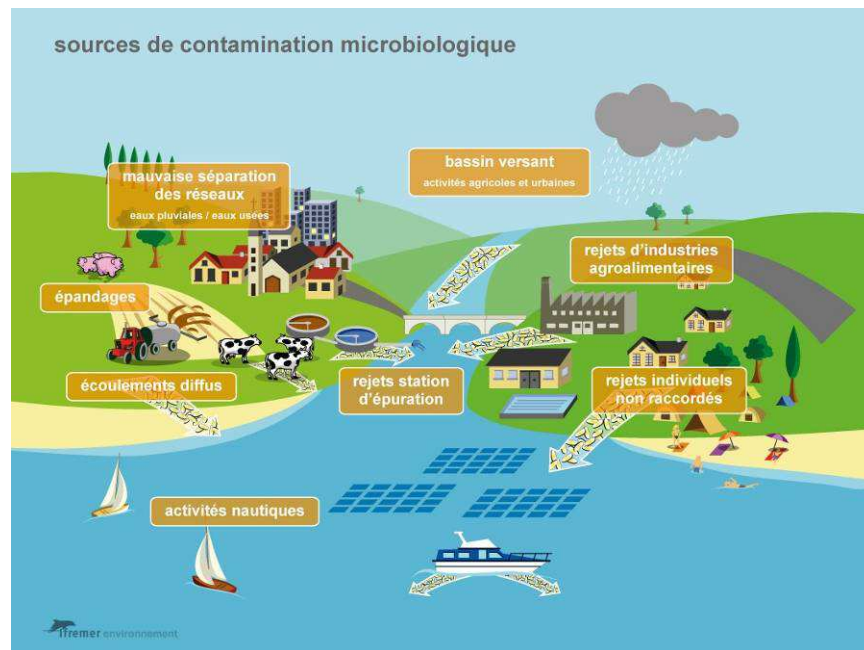 sources de contamination microbiologique
mauvaise séparation
des réseaux
eaux pluviales / eaux usées
bassin versant
activités agricoles et urbaines
rejets d'industries
agroalimentaires
épandages
écoulements diffus
rejets station
d'épuration
rejets individuels
non raccordés
activités nautiques
ifremer environnement